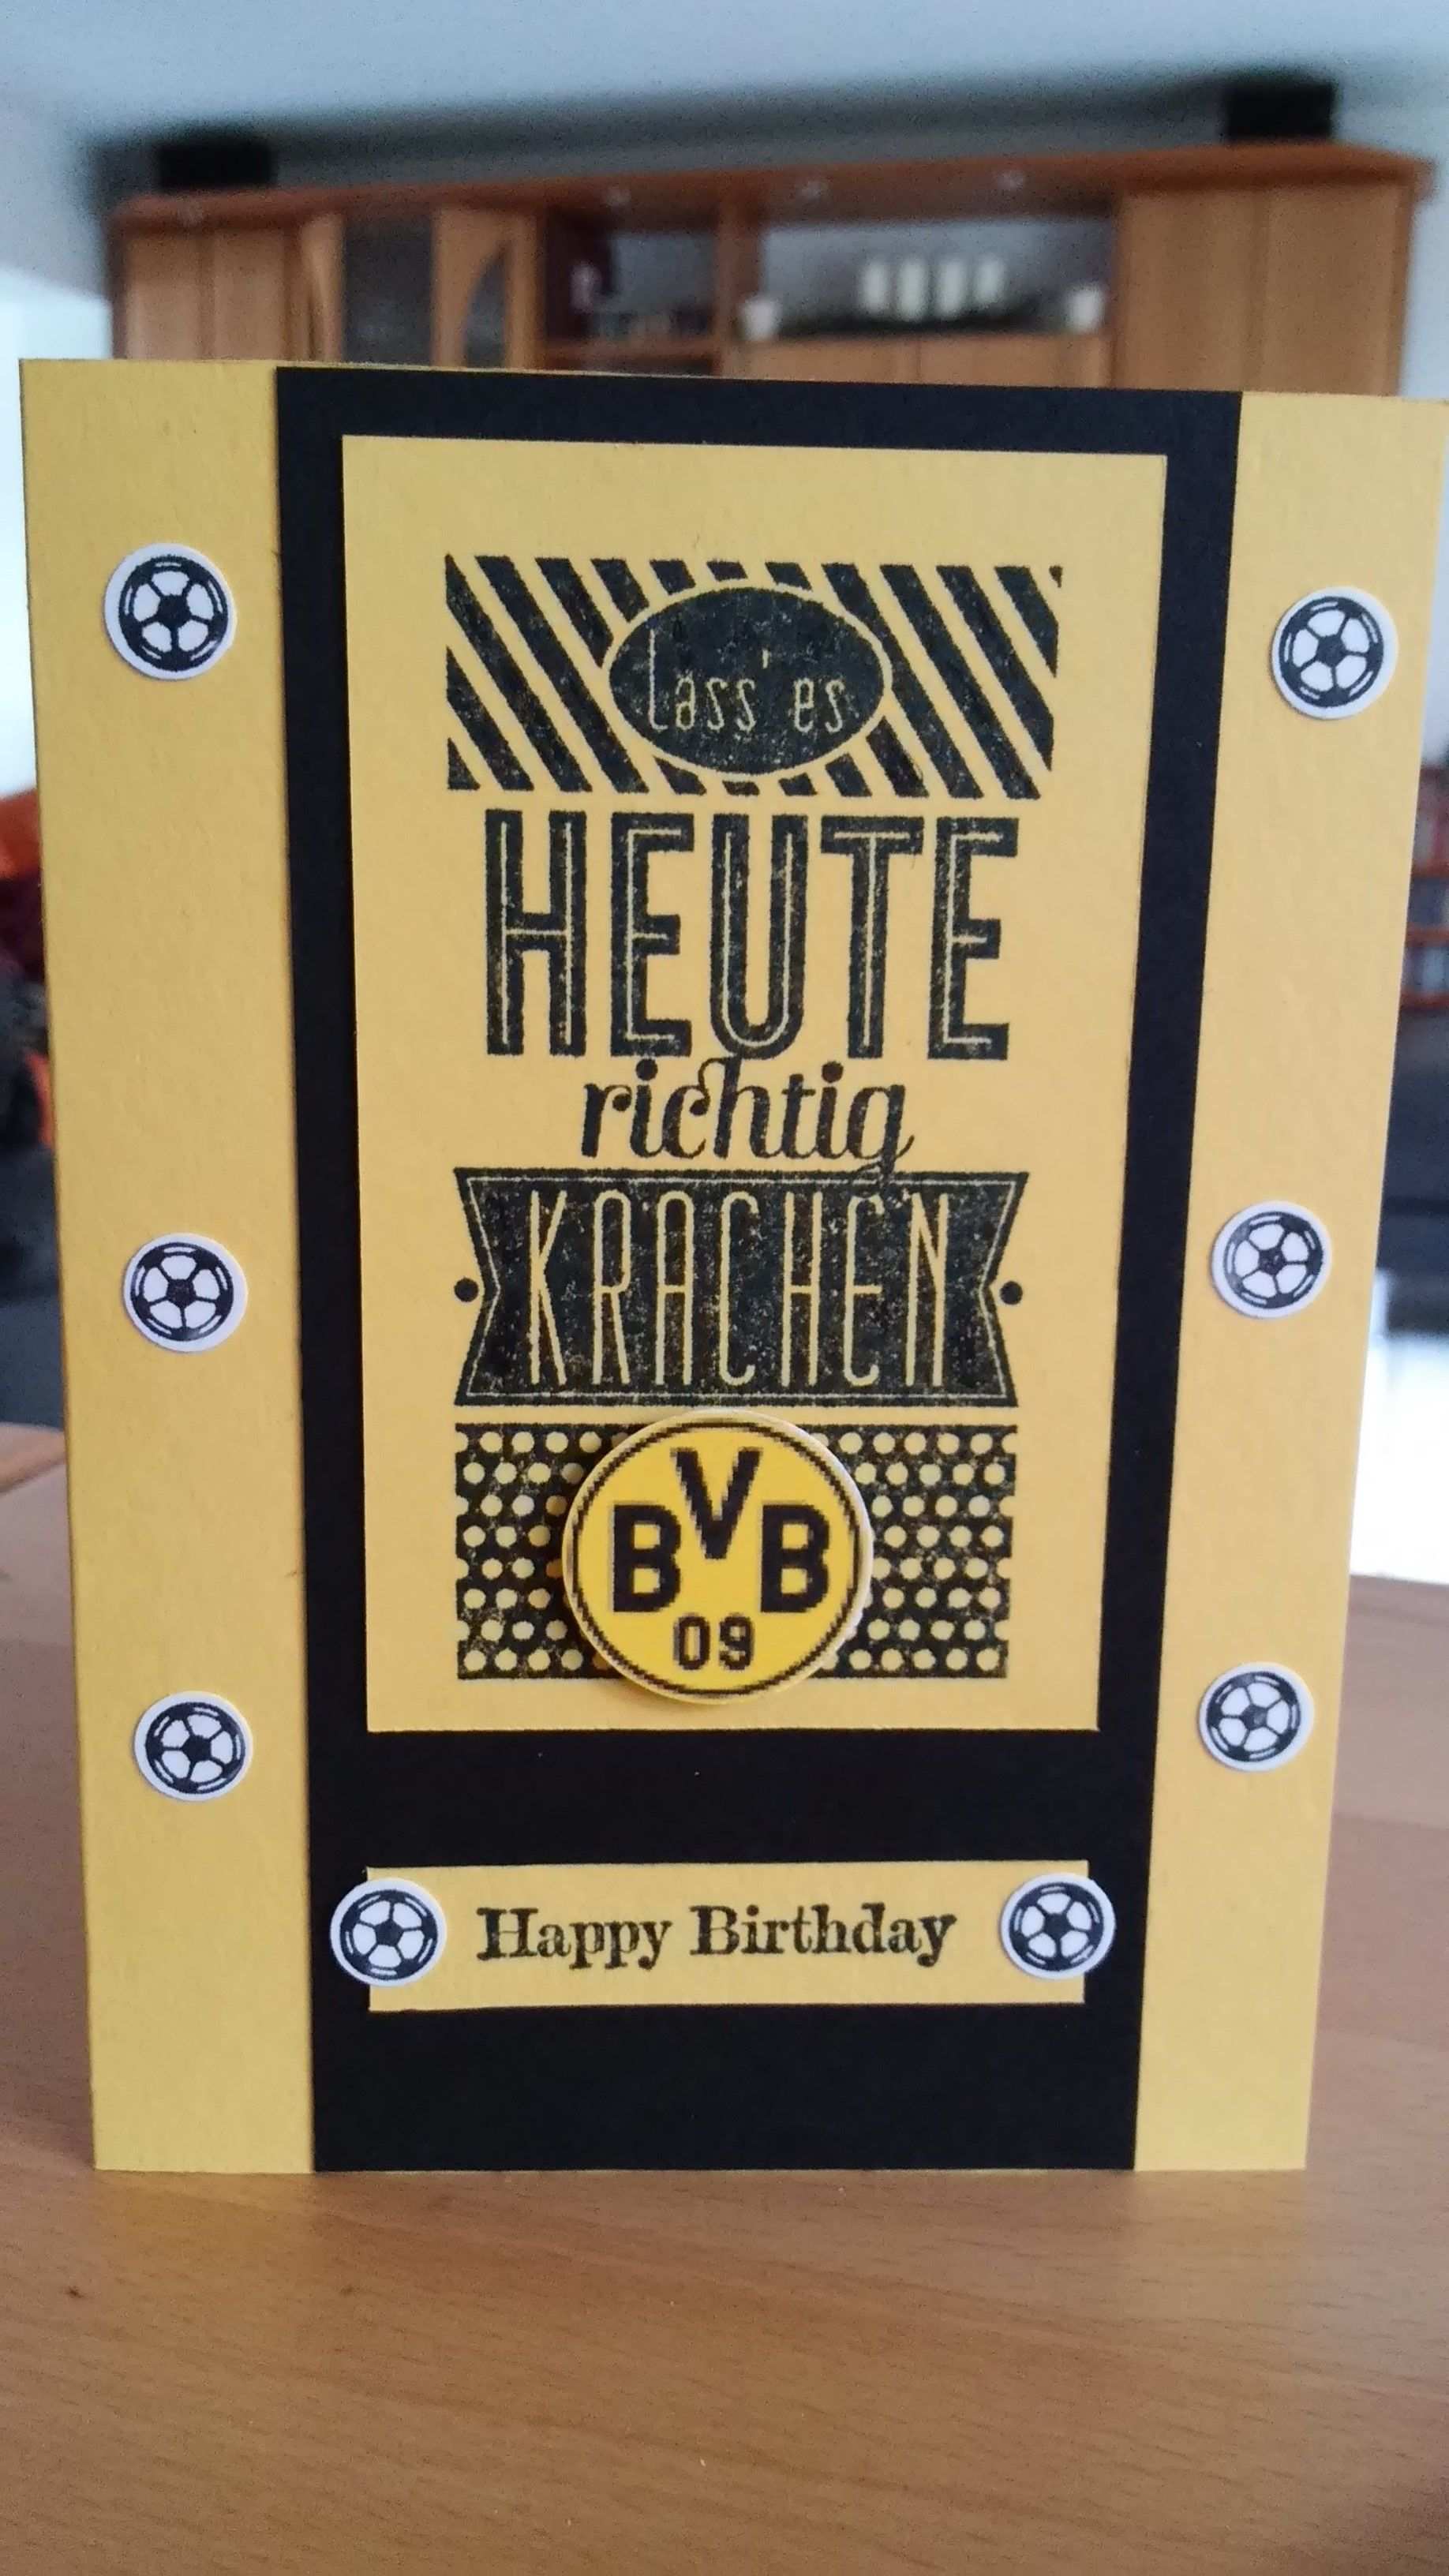 Lass' es
HEUTE
richtig
KRACHEN
BVB
09
Happy Birthday